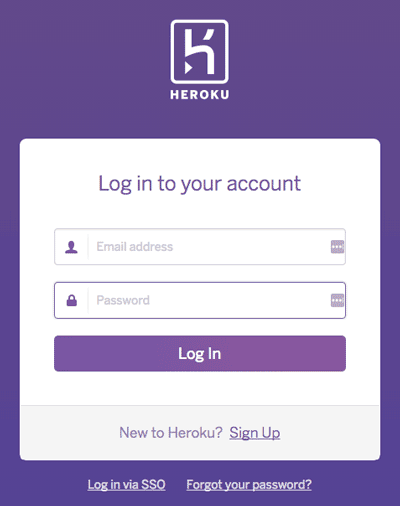 HEROKU
Log in to your account
Email address
Password
Log In
New to Heroku? Sign Up
Log in via SSO Forgot your password?